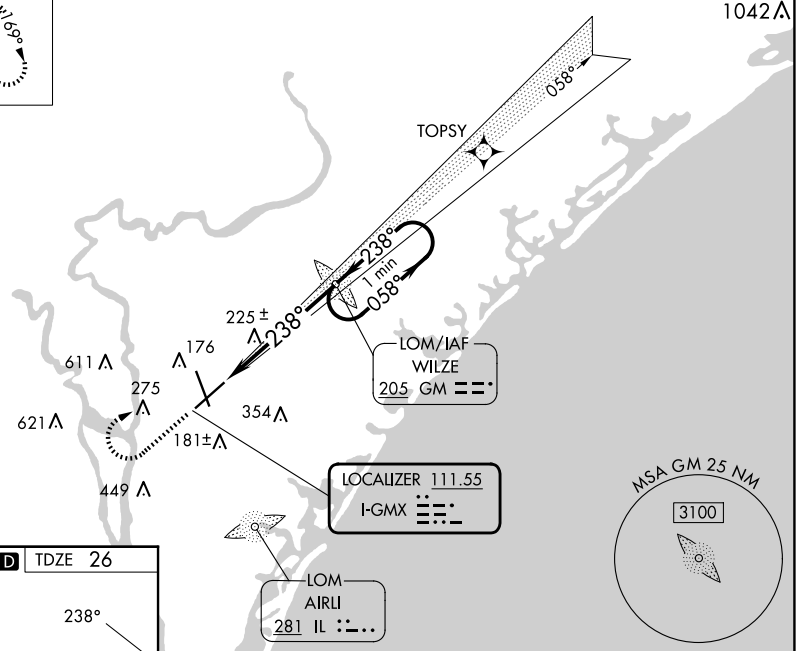 169°
1042
058°
TOPSY
238°
1 min
058°
225 ±
238°
LOM/IAF
WILZE
205 GM
611
176
275
354
621
181±
449
LOCALIZER 111.55
I-GMX
MSA GM 25 NM
3100
D TDZE 26
238°
LOM
AIRLI
281 IL